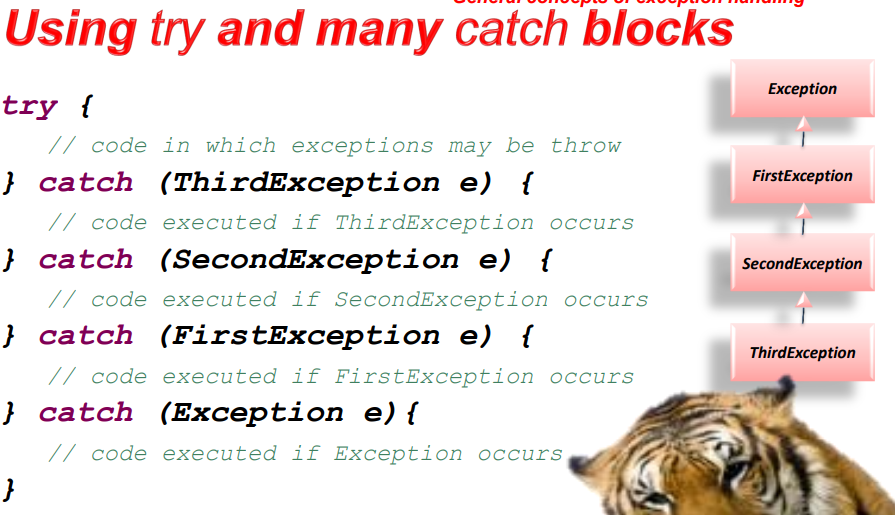 General concepts of exception handling
Using try and many catch blocks
try {
// code in which exceptions may be throw
} catch (ThirdException e) {
// code executed if ThirdException occurs
} catch (SecondException e) {
// code executed if SecondException occurs
} catch (FirstException e) {
// code executed if FirstException occurs
} catch (Exception e){
// code executed if Exception occurs
}
Exception
FirstException
SecondException
ThirdException